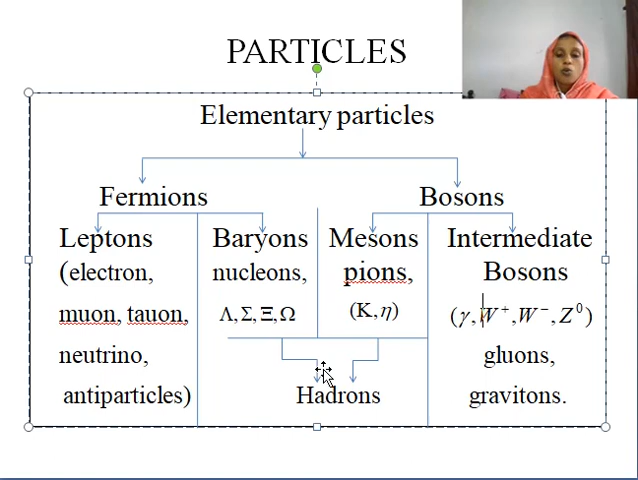 PARTICLES
Elementary particles
Fermions
Bosons
Leptons
(electron,
muon, tauon,
neutrino,
antiparticles)
Baryons
nucleons,
Λ, Σ, Ξ, Ω
Mesons
pions,
(K, η)
Hadrons
Intermediate
Bosons
(γ, W⁺, W⁻, Z⁰)
gluons,
gravitons.